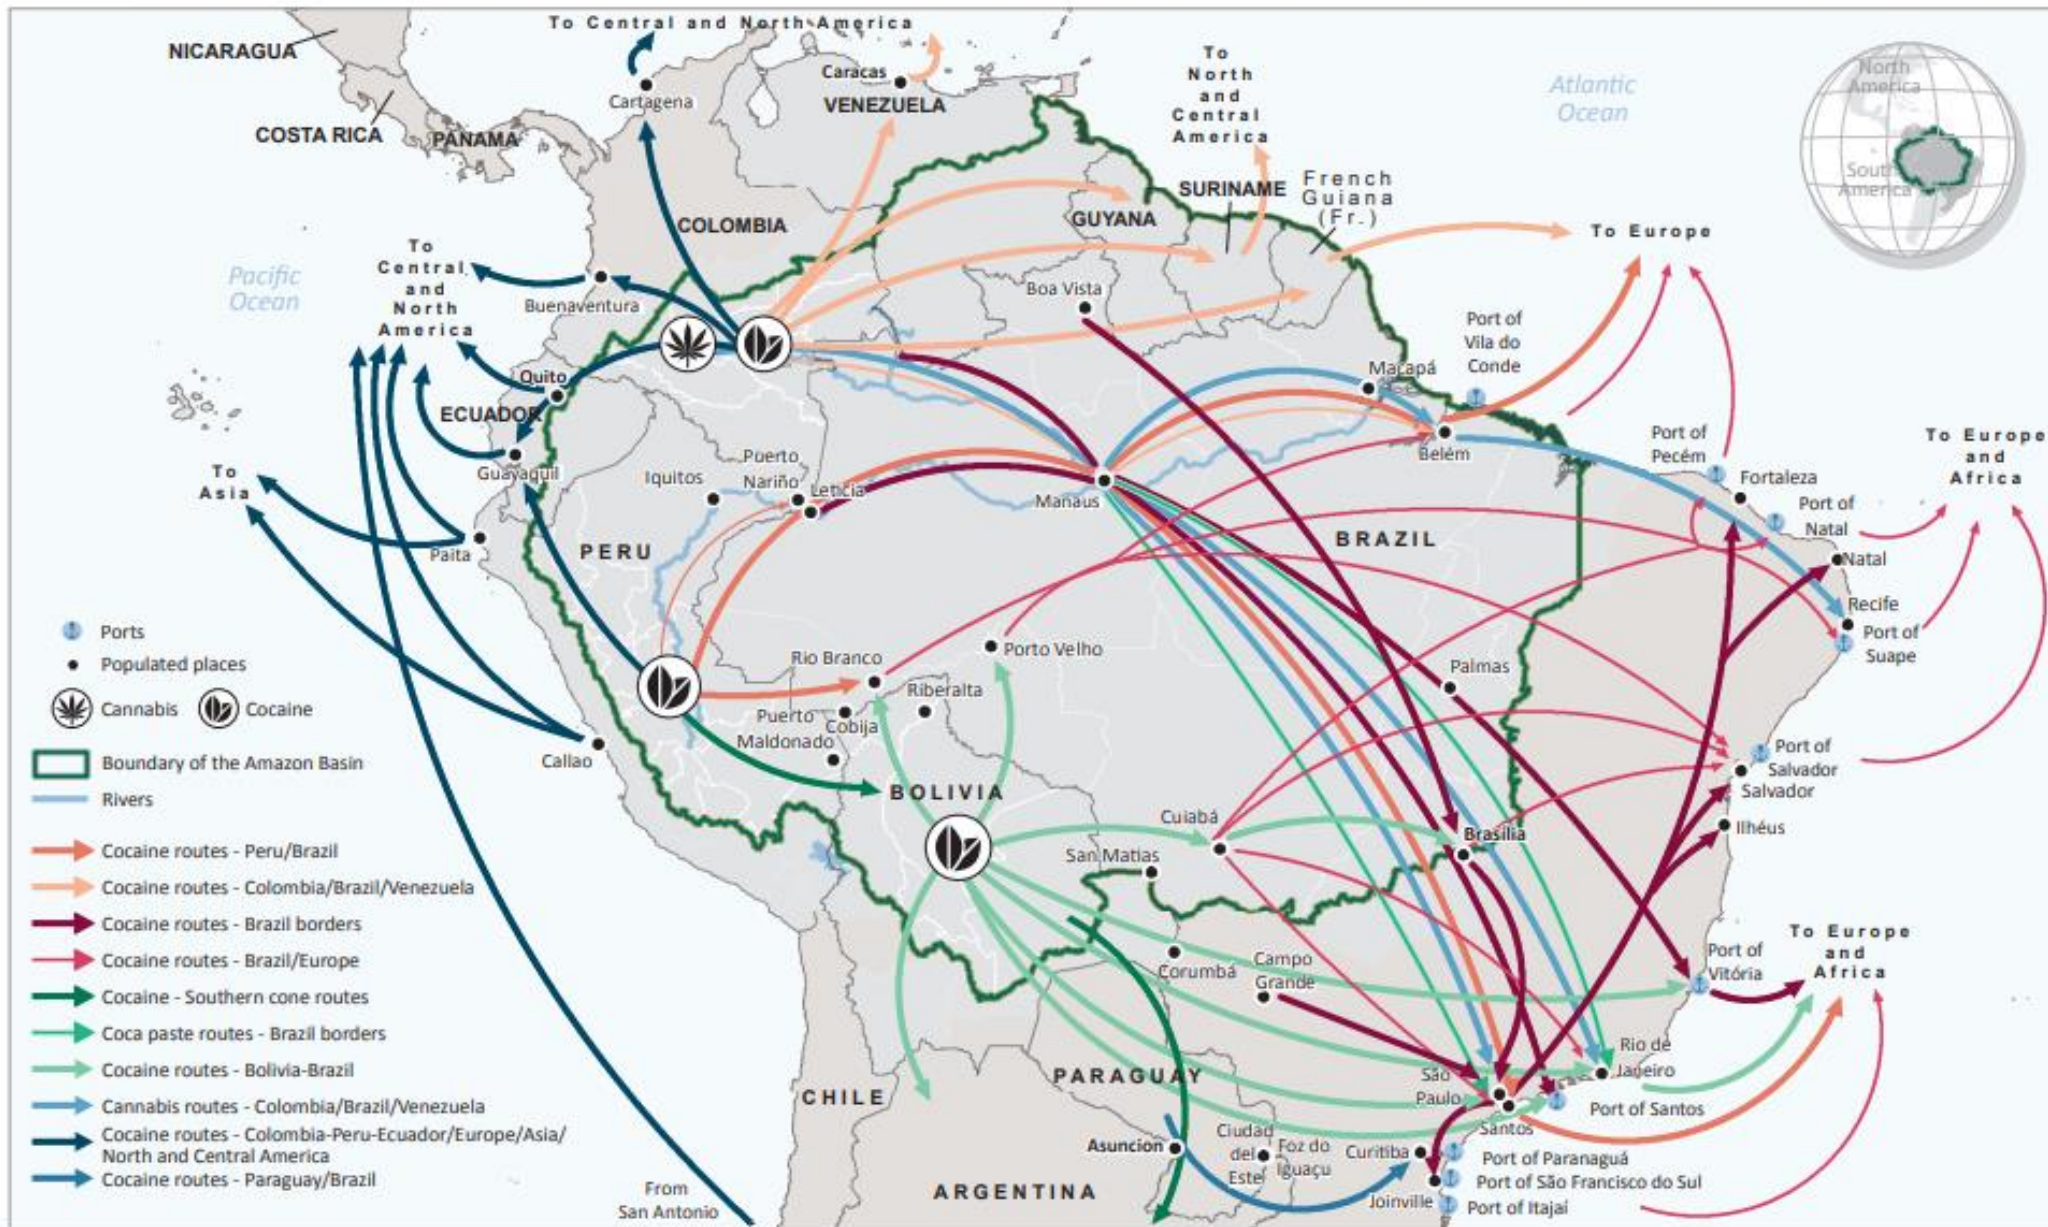 To Central and North America
NICARAGUA
COSTA RICA
PANAMA
Cartagena
Caracas
VENEZUELA
To
North
and
Central
America
Atlantic
Ocean
North
America
South
America
COLOMBIA
GUYANA
SURINAME
French
Guiana
(Fr.)
To Europe
Pacific
Ocean
To
Central
and
North
America
Buenaventura
Boa Vista
Port of
Vila do
Conde
Macapá
Quito
ECUADOR
Guayaquil
Belém
Port of
Pecém
Fortaleza
Port of
Natal
Natal
To Europe
and
Africa
To
Asia
Iquitos
Puerto
Nariño
Leticia
Manaus
Paita
PERU
BRAZIL
Recife
Port of
Suape
Ports
Populated places
Cannabis
Cocaine
Boundary of the Amazon Basin
Rivers
Porto Velho
Rio Branco
Riberalta
Palmas
Puerto
Maldonado
Cobija
Callao
BOLIVIA
Port of
Salvador
Salvador
Ilhéus
Cuiabá
San Matias
Brasília
Cocaine routes - Peru/Brazil
Cocaine routes - Colombia/Brazil/Venezuela
Cocaine routes - Brazil borders
Cocaine routes - Brazil/Europe
Cocaine - Southern cone routes
Coca paste routes - Brazil borders
Cocaine routes - Bolivia-Brazil
Cannabis routes - Colombia/Brazil/Venezuela
Cocaine routes - Colombia-Peru-Ecuador/Europe/Asia/
North and Central America
Cocaine routes - Paraguay/Brazil
Corumbá
Campo
Grande
Port of
Vitória
To Europe
and
Africa
Rio de
Janeiro
CHILE
PARAGUAY
São
Paulo
Port of Santos
Santos
Asuncion
Ciudad
del
Este
Foz do
Iguaçu
Curitiba
Port of Paranaguá
Port of São Francisco do Sul
Joinville
Port of Itajaí
ARGENTINA
From
San Antonio